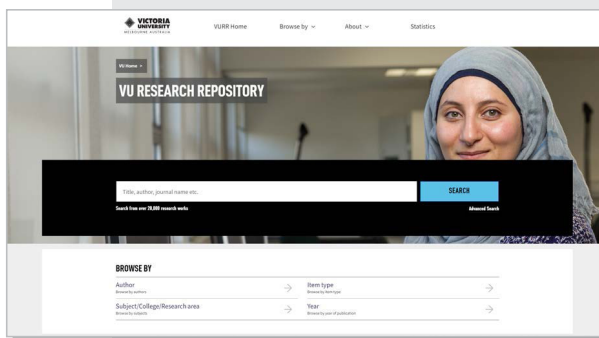 VICTORIA
UNIVERSITY
MELBOURNE AUSTRALIA
VURR Home
Browse by
About
Statistics
VU Home >
VU RESEARCH REPOSITORY
Title, author, journal name etc.
SEARCH
Search from over 20,000 research works
Advanced Search
BROWSE BY
Author
Browse by authors
Item type
Browse by item type
Subject/College/Research area
Browse by subjects
Year
Browse by year of publication